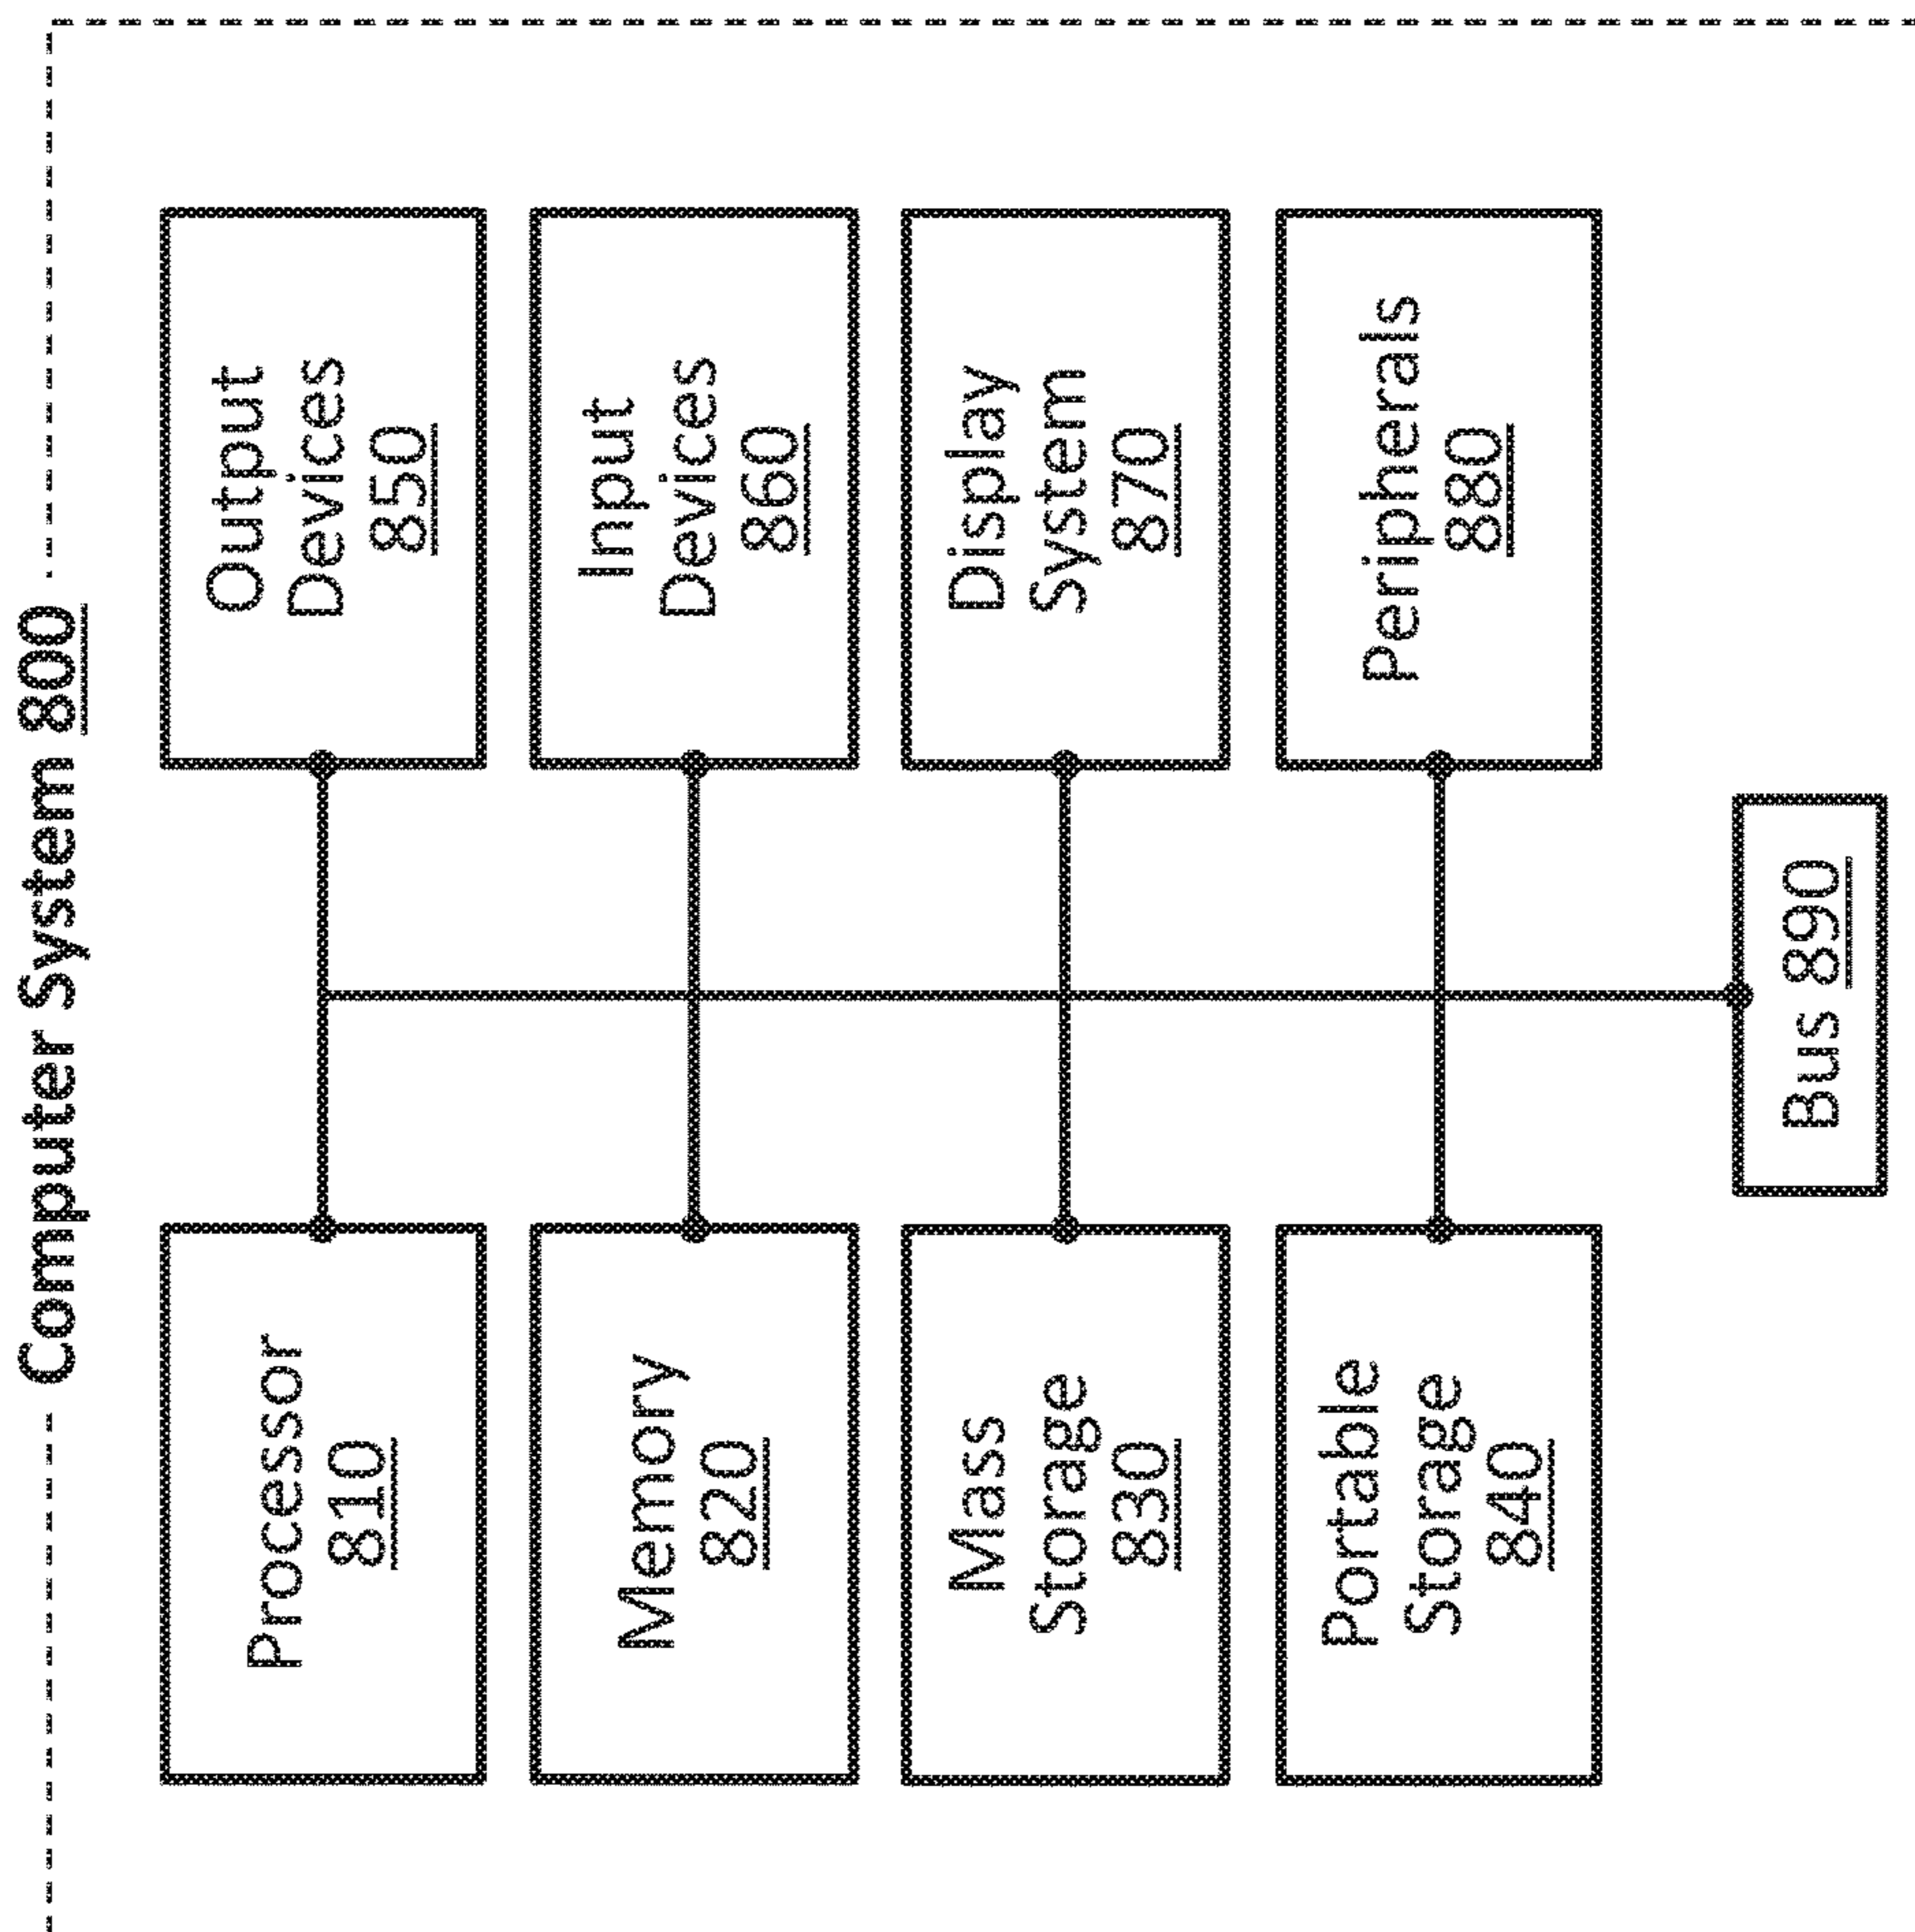 Computer System 800
Processor
810
Memory
820
Mass
Storage
830
Portable
Storage
840
Output
Devices
850
Input
Devices
860
Display
System
870
Peripherals
880
Bus 890